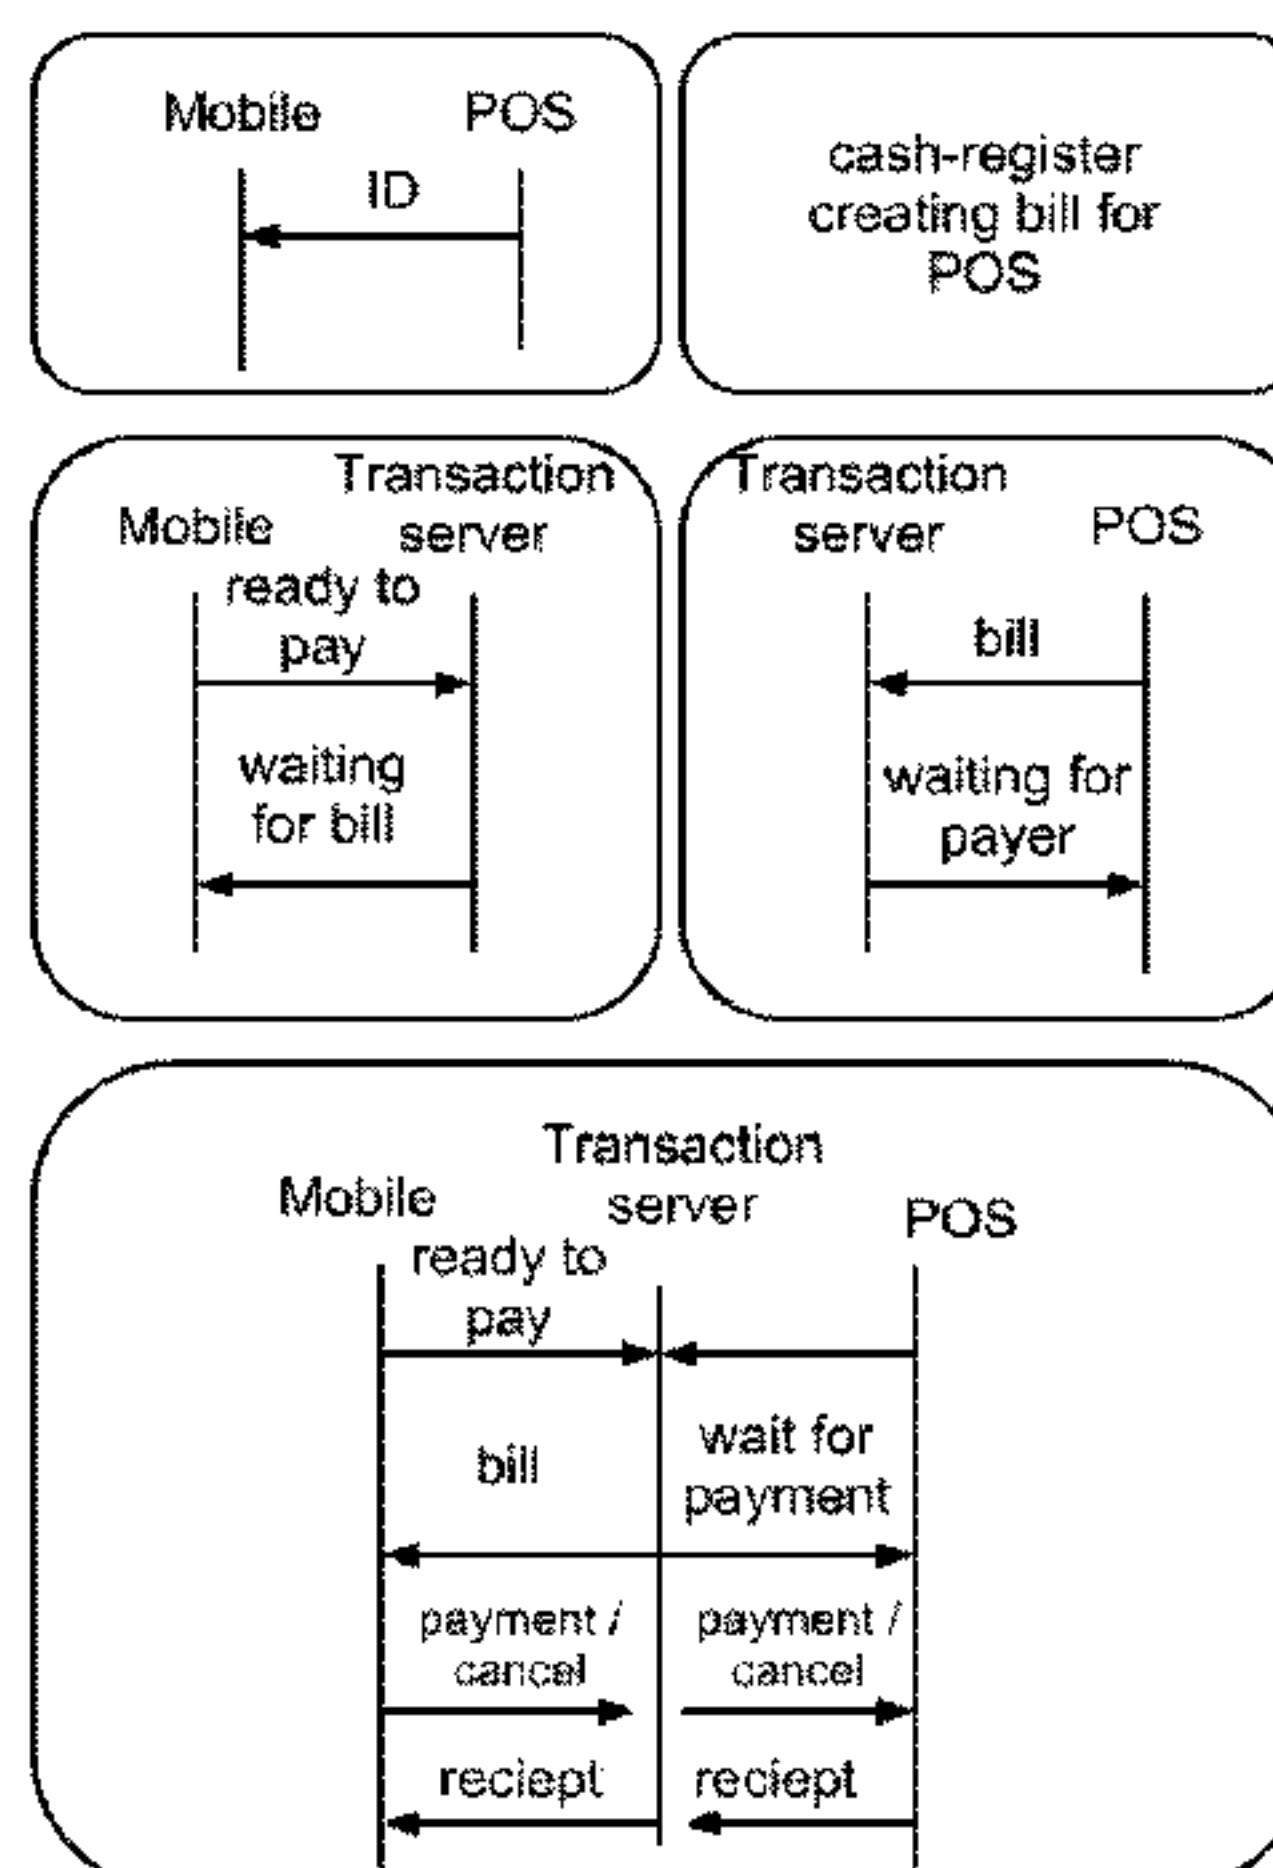 Mobile POS
ID
cash-register
creating bill for
POS
Transaction
server
Mobile
ready to
pay
waiting
for bill
Transaction
server
POS
bill
waiting for
payer
Transaction
server
Mobile
POS
ready to
pay
bill
wait for
payment
payment /
cancel
payment /
cancel
reciept
reciept